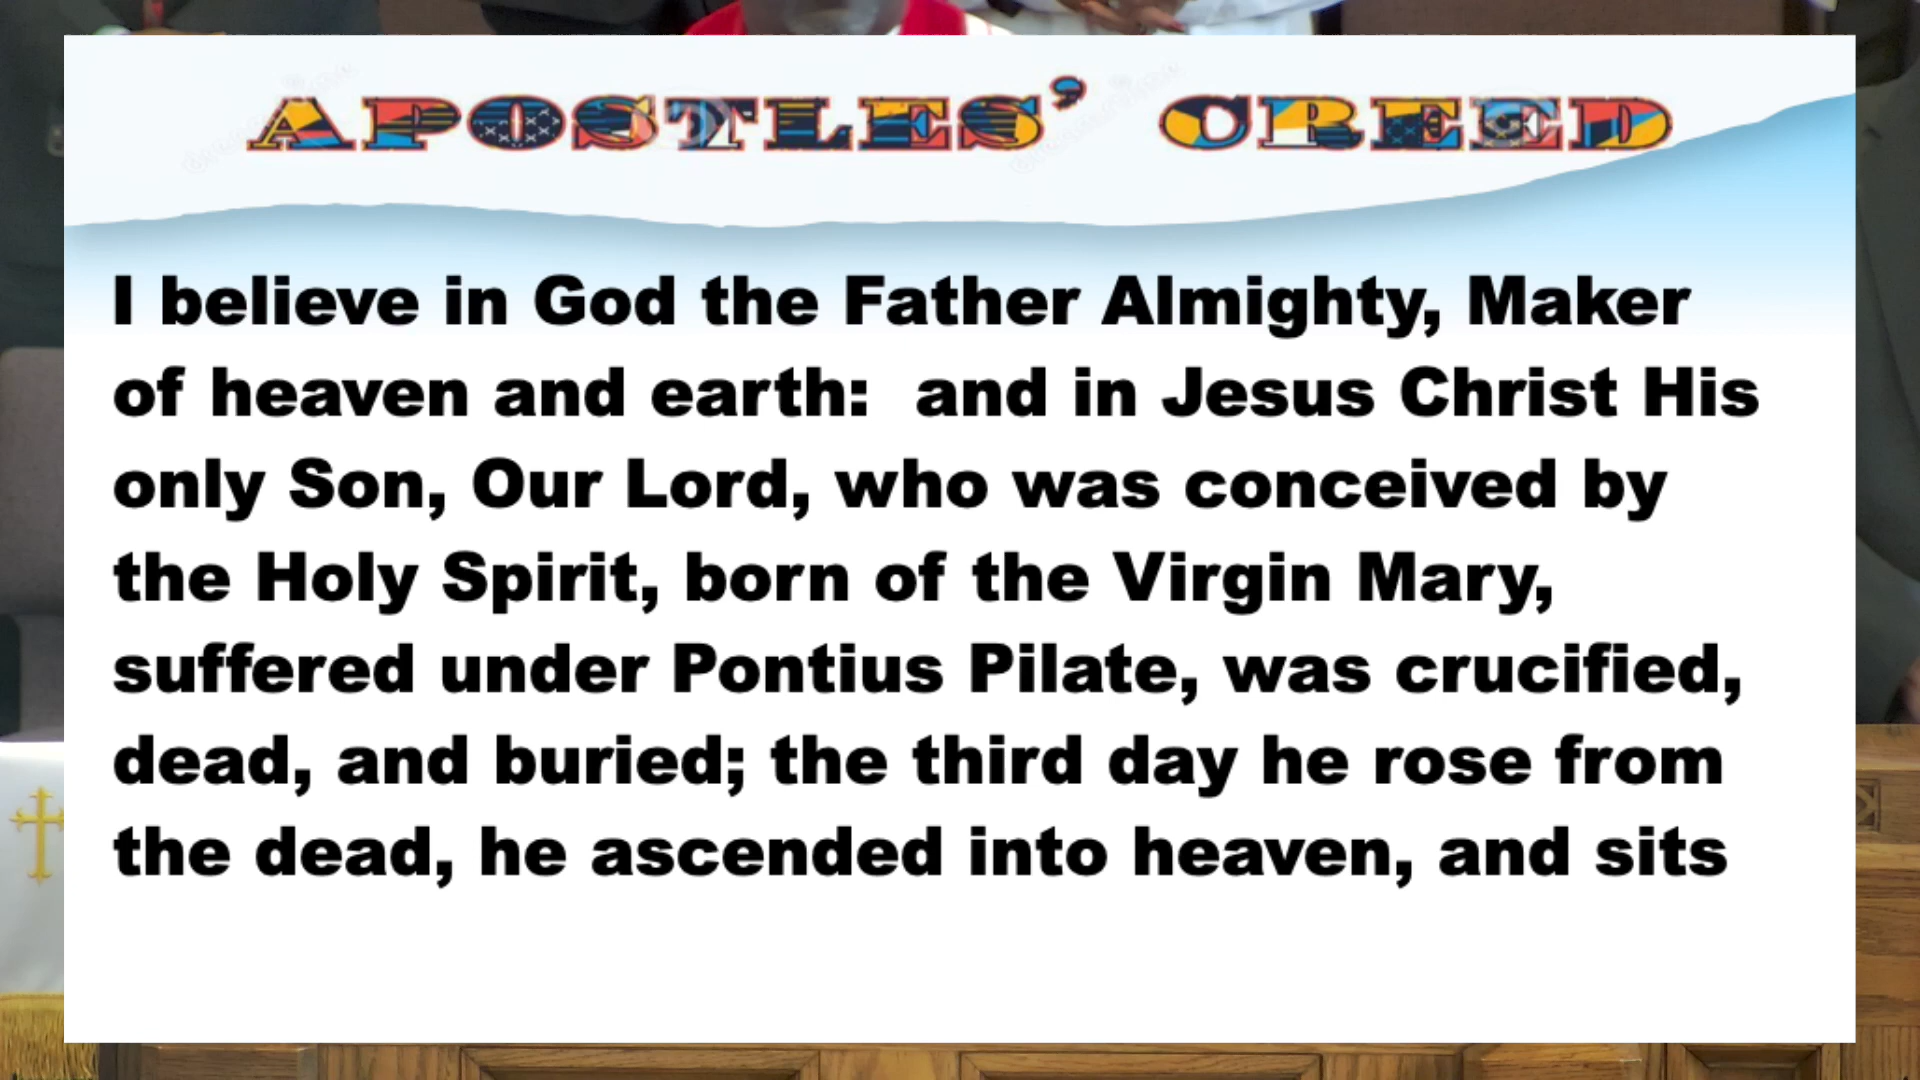 APOSTLES’ CREED
I believe in God the Father Almighty, Maker
of heaven and earth:  and in Jesus Christ His
only Son, Our Lord, who was conceived by
the Holy Spirit, born of the Virgin Mary,
suffered under Pontius Pilate, was crucified,
dead, and buried; the third day he rose from
the dead, he ascended into heaven, and sits